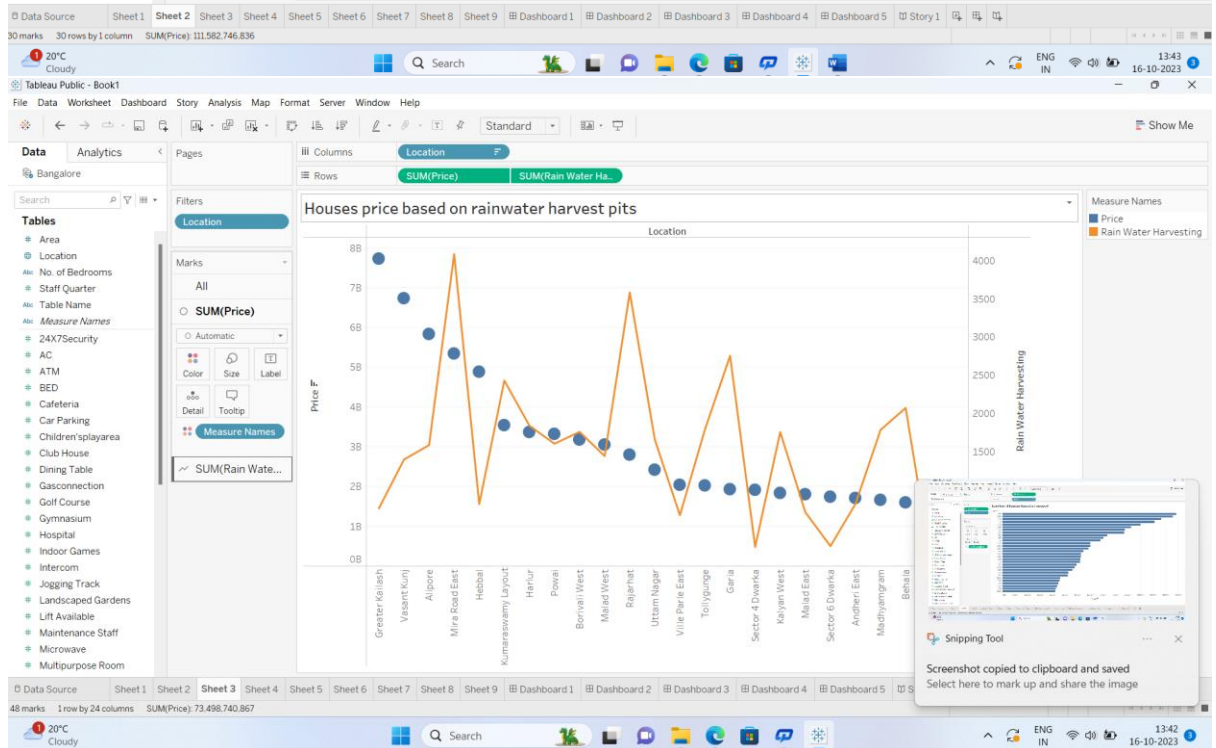 Data Source Sheet 1 Sheet 2 Sheet 3 Sheet 4 Sheet 5 Sheet 6 Sheet 7 Sheet 8 Sheet 9 Dashboard 1 Dashboard 2 Dashboard 3 Dashboard 4 Dashboard 5 Story 1
30 marks 30 rows by 1 column SUM(Price): 111.582.746.836
1 20°C Search ENG 13:43
Cloudy IN 16-10-2023 3
Tableau Public - Book1
File Data Worksheet Dashboard Story Analysis Map Format Server Window Help
Standard Show Me
Data Analytics Pages Columns Location
Bangalore Rows SUM(Price) SUM(Rain Water Ha..
Search
Tables
Area
Location
Abc No. of Bedrooms
Staff Quarter
Abc Table Name
Abc Measure Names
24X7Security
AC
ATM
BED
Cafeteria
Car Parking
Children'splayarea
Club House
Dining Table
Gasconnection
Golf Course
Gymnasium
Hospital
Indoor Games
Intercom
Jogging Track
Landscaped Gardens
Lift Available
Maintenance Staff
Microwave
Multipurpose Room
Filters
Location
Marks
All
SUM(Price)
Automatic
Color Size Label
Detail Tooltip
Measure Names
SUM(Rain Wate...
Houses price based on rainwater harvest pits
Location
8B
7B
6B
5B
4B
3B
2B
1B
0B
Price
4000
3500
3000
2500
2000
1500
Rain Water Harvesting
Greater Kailash
Vasant Kunj
Alipore
Mira Road East
Hebbal
Kumaraswamy Layout
Harlur
Powai
Borivali West
Malad West
Rajarhat
Uttam Nagar
Ville Parle East
Tollygunge
Garia
Sector 4 Dwarka
Kalyan West
Malad East
Sector 6 Dwarka
Andheri East
Madhyamgram
Behala
Measure Names
Price
Rain Water Harvesting
Snipping Tool
Screenshot copied to clipboard and saved
Select here to mark up and share the image
Data Source Sheet 1 Sheet 2 Sheet 3 Sheet 4 Sheet 5 Sheet 6 Sheet 7 Sheet 8 Sheet 9 Dashboard 1 Dashboard 2 Dashboard 3 Dashboard 4 Dashboard 5 S
48 marks 1 row by 24 columns SUM(Price): 73.498.740.867
1 20°C Search ENG 13:42
Cloudy IN 16-10-2023 3